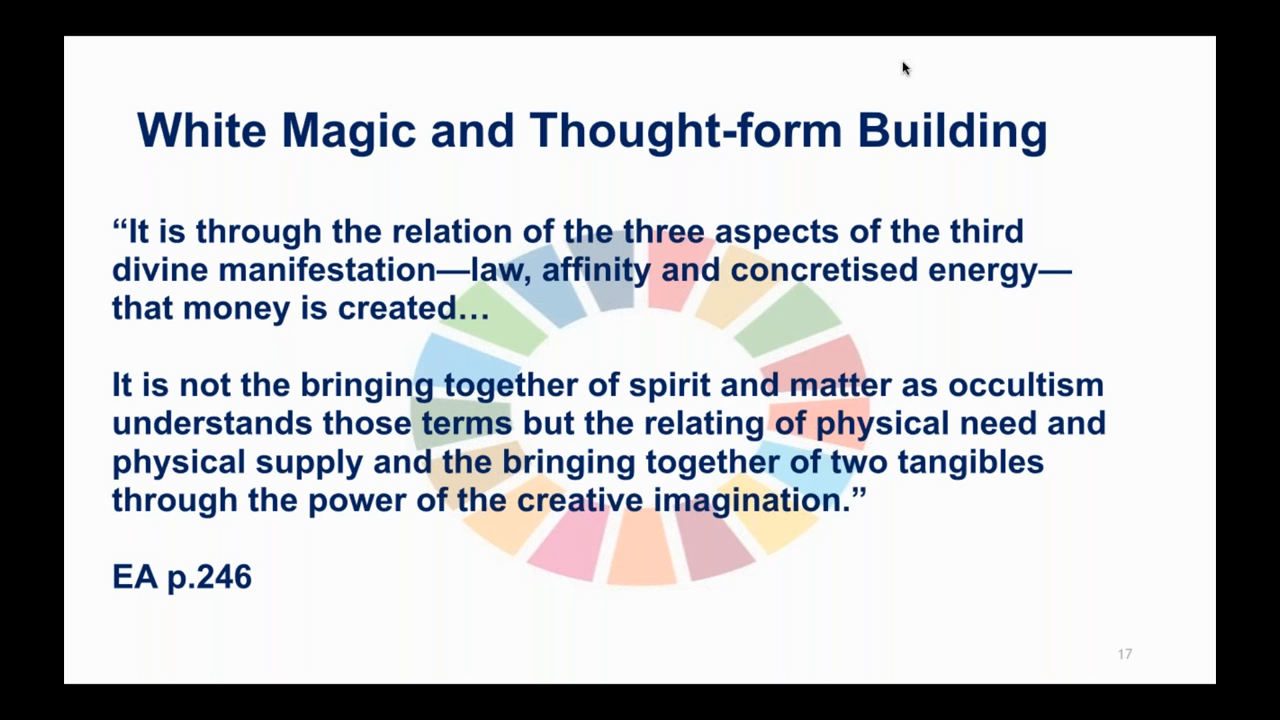 White Magic and Thought-form Building
“It is through the relation of the three aspects of the third
divine manifestation—law, affinity and concretised energy—
that money is created…
It is not the bringing together of spirit and matter as occultism
understands those terms but the relating of physical need and
physical supply and the bringing together of two tangibles
through the power of the creative imagination.”
EA p.246
17